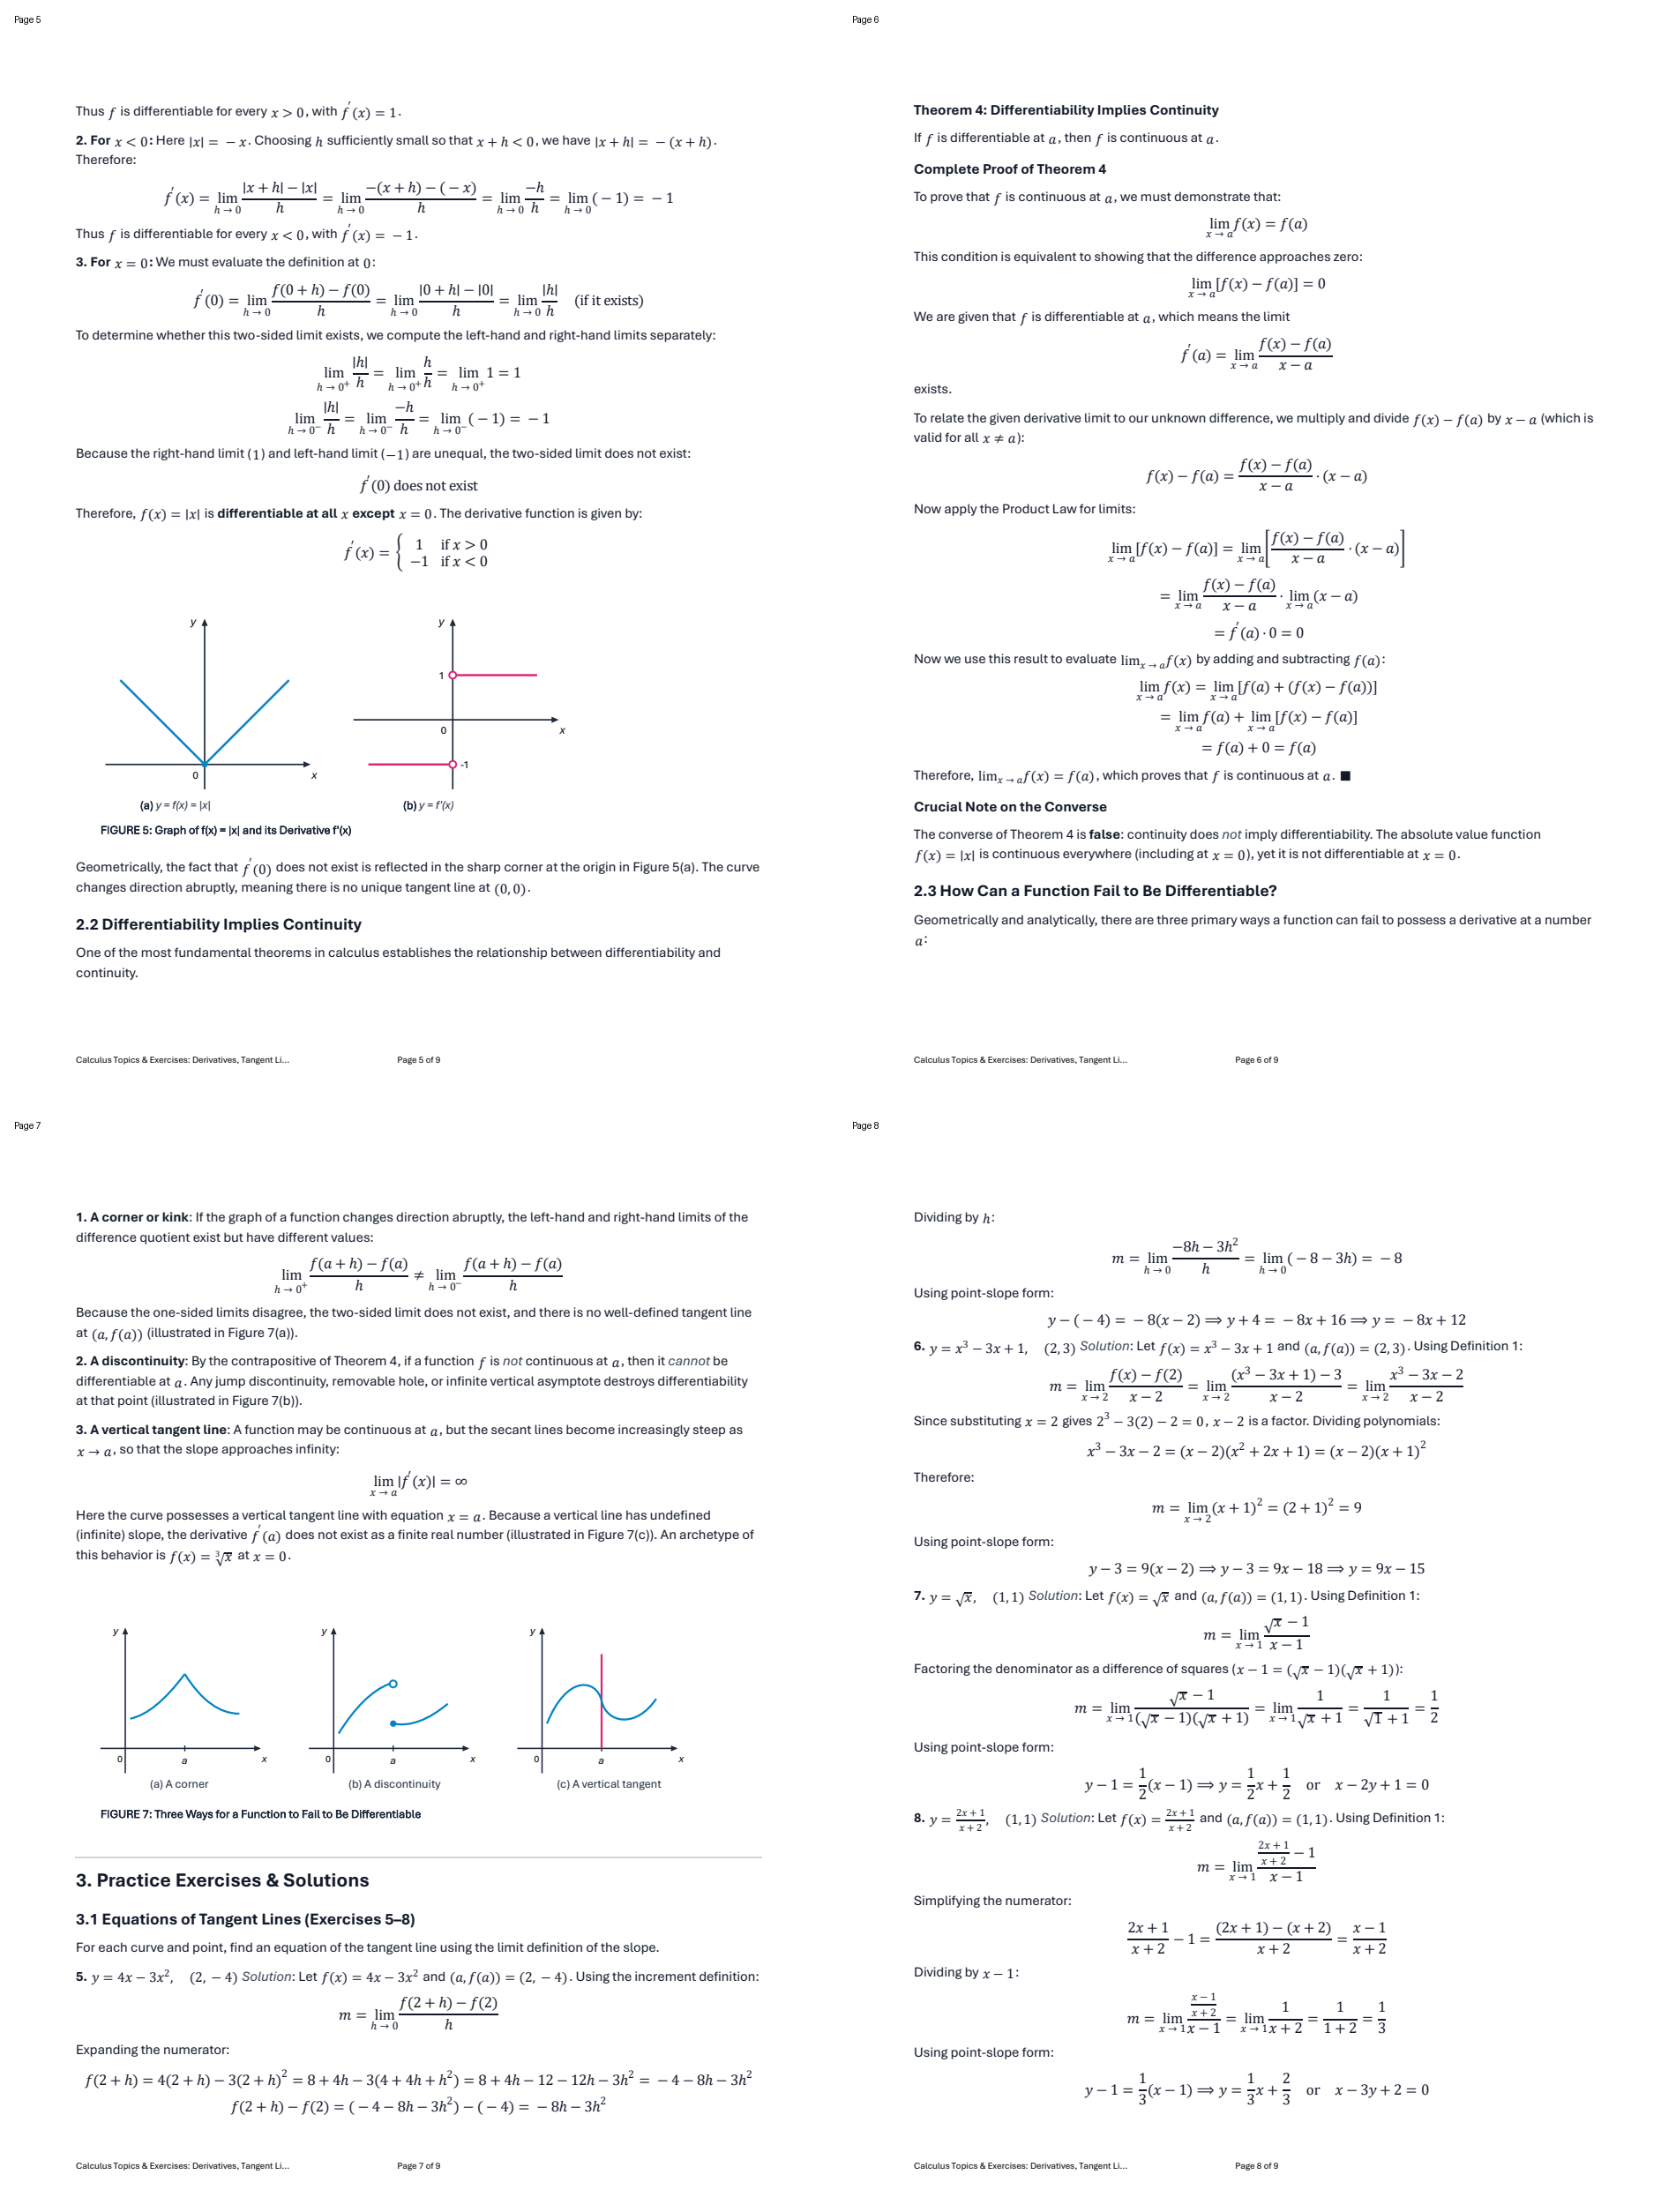 Page 5
Thus f is differentiable for every x > 0, with f′(x) = 1.
2. For x < 0: Here |x| = − x. Choosing h sufficiently small so that x + h < 0, we have |x + h| = − (x + h).
Therefore:
f′(x) = lim_{h → 0} (|x + h| − |x|)/h = lim_{h → 0} (−(x + h) − ( − x))/h = lim_{h → 0} (−h)/h = lim_{h → 0} ( − 1) = − 1
Thus f is differentiable for every x < 0, with f′(x) = − 1.
3. For x = 0: We must evaluate the definition at 0:
f′(0) = lim_{h → 0} (f(0 + h) − f(0))/h = lim_{h → 0} (|0 + h| − |0|)/h = lim_{h → 0} |h|/h (if it exists)
To determine whether this two-sided limit exists, we compute the left-hand and right-hand limits separately:
lim_{h → 0⁺} |h|/h = lim_{h → 0⁺} h/h = lim_{h → 0⁺} 1 = 1
lim_{h → 0⁻} |h|/h = lim_{h → 0⁻} (−h)/h = lim_{h → 0⁻} ( − 1) = − 1
Because the right-hand limit (1) and left-hand limit (−1) are unequal, the two-sided limit does not exist:
f′(0) does not exist
Therefore, f(x) = |x| is differentiable at all x except x = 0. The derivative function is given by:
f′(x) = { 1 if x > 0
−1 if x < 0
y
0
x
(a) y = f(x) = |x|
y
1
0
x
-1
(b) y = f'(x)
FIGURE 5: Graph of f(x) = |x| and its Derivative f'(x)
Geometrically, the fact that f′(0) does not exist is reflected in the sharp corner at the origin in Figure 5(a). The curve
changes direction abruptly, meaning there is no unique tangent line at (0, 0).
2.2 Differentiability Implies Continuity
One of the most fundamental theorems in calculus establishes the relationship between differentiability and
continuity.
Calculus Topics & Exercises: Derivatives, Tangent Li... Page 5 of 9
Page 6
Theorem 4: Differentiability Implies Continuity
If f is differentiable at a, then f is continuous at a.
Complete Proof of Theorem 4
To prove that f is continuous at a, we must demonstrate that:
lim_{x → a} f(x) = f(a)
This condition is equivalent to showing that the difference approaches zero:
lim_{x → a} [f(x) − f(a)] = 0
We are given that f is differentiable at a, which means the limit
f′(a) = lim_{x → a} (f(x) − f(a))/(x − a)
exists.
To relate the given derivative limit to our unknown difference, we multiply and divide f(x) − f(a) by x − a (which is
valid for all x ≠ a):
f(x) − f(a) = (f(x) − f(a))/(x − a) · (x − a)
Now apply the Product Law for limits:
lim_{x → a} [f(x) − f(a)] = lim_{x → a} [(f(x) − f(a))/(x − a) · (x − a)]
= lim_{x → a} (f(x) − f(a))/(x − a) · lim_{x → a} (x − a)
= f′(a) · 0 = 0
Now we use this result to evaluate lim_{x → a} f(x) by adding and subtracting f(a):
lim_{x → a} f(x) = lim_{x → a} [f(a) + (f(x) − f(a))]
= lim_{x → a} f(a) + lim_{x → a} [f(x) − f(a)]
= f(a) + 0 = f(a)
Therefore, lim_{x → a} f(x) = f(a), which proves that f is continuous at a. ■
Crucial Note on the Converse
The converse of Theorem 4 is false: continuity does not imply differentiability. The absolute value function
f(x) = |x| is continuous everywhere (including at x = 0), yet it is not differentiable at x = 0.
2.3 How Can a Function Fail to Be Differentiable?
Geometrically and analytically, there are three primary ways a function can fail to possess a derivative at a number
a:
Calculus Topics & Exercises: Derivatives, Tangent Li... Page 6 of 9
Page 7
1. A corner or kink: If the graph of a function changes direction abruptly, the left-hand and right-hand limits of the
difference quotient exist but have different values:
lim_{h → 0⁺} (f(a + h) − f(a))/h ≠ lim_{h → 0⁻} (f(a + h) − f(a))/h
Because the one-sided limits disagree, the two-sided limit does not exist, and there is no well-defined tangent line
at (a, f(a)) (illustrated in Figure 7(a)).
2. A discontinuity: By the contrapositive of Theorem 4, if a function f is not continuous at a, then it cannot be
differentiable at a. Any jump discontinuity, removable hole, or infinite vertical asymptote destroys differentiability
at that point (illustrated in Figure 7(b)).
3. A vertical tangent line: A function may be continuous at a, but the secant lines become increasingly steep as
x → a, so that the slope approaches infinity:
lim_{x → a} |f′(x)| = ∞
Here the curve possesses a vertical tangent line with equation x = a. Because a vertical line has undefined
(infinite) slope, the derivative f′(a) does not exist as a finite real number (illustrated in Figure 7(c)). An archetype of
this behavior is f(x) = ∛x at x = 0.
y
0
a
x
(a) A corner
y
0
a
x
(b) A discontinuity
y
0
a
x
(c) A vertical tangent
FIGURE 7: Three Ways for a Function to Fail to Be Differentiable
3. Practice Exercises & Solutions
3.1 Equations of Tangent Lines (Exercises 5–8)
For each curve and point, find an equation of the tangent line using the limit definition of the slope.
5. y = 4x − 3x², (2, − 4) Solution: Let f(x) = 4x − 3x² and (a, f(a)) = (2, − 4). Using the increment definition:
m = lim_{h → 0} (f(2 + h) − f(2))/h
Expanding the numerator:
f(2 + h) = 4(2 + h) − 3(2 + h)² = 8 + 4h − 3(4 + 4h + h²) = 8 + 4h − 12 − 12h − 3h² = − 4 − 8h − 3h²
f(2 + h) − f(2) = ( − 4 − 8h − 3h²) − ( − 4) = − 8h − 3h²
Calculus Topics & Exercises: Derivatives, Tangent Li... Page 7 of 9
Page 8
Dividing by h:
m = lim_{h → 0} (−8h − 3h²)/h = lim_{h → 0} ( − 8 − 3h) = − 8
Using point-slope form:
y − ( − 4) = − 8(x − 2) ⟹ y + 4 = − 8x + 16 ⟹ y = − 8x + 12
6. y = x³ − 3x + 1, (2, 3) Solution: Let f(x) = x³ − 3x + 1 and (a, f(a)) = (2, 3). Using Definition 1:
m = lim_{x → 2} (f(x) − f(2))/(x − 2) = lim_{x → 2} ((x³ − 3x + 1) − 3)/(x − 2) = lim_{x → 2} (x³ − 3x − 2)/(x − 2)
Since substituting x = 2 gives 2³ − 3(2) − 2 = 0, x − 2 is a factor. Dividing polynomials:
x³ − 3x − 2 = (x − 2)(x² + 2x + 1) = (x − 2)(x + 1)²
Therefore:
m = lim_{x → 2} (x + 1)² = (2 + 1)² = 9
Using point-slope form:
y − 3 = 9(x − 2) ⟹ y − 3 = 9x − 18 ⟹ y = 9x − 15
7. y = √x, (1, 1) Solution: Let f(x) = √x and (a, f(a)) = (1, 1). Using Definition 1:
m = lim_{x → 1} (√x − 1)/(x − 1)
Factoring the denominator as a difference of squares (x − 1 = (√x − 1)(√x + 1)):
m = lim_{x → 1} (√x − 1)/((√x − 1)(√x + 1)) = lim_{x → 1} 1/(√x + 1) = 1/(√1 + 1) = 1/2
Using point-slope form:
y − 1 = 1/2(x − 1) ⟹ y = 1/2x + 1/2 or x − 2y + 1 = 0
8. y = (2x + 1)/(x + 2), (1, 1) Solution: Let f(x) = (2x + 1)/(x + 2) and (a, f(a)) = (1, 1). Using Definition 1:
m = lim_{x → 1} ((2x + 1)/(x + 2) − 1)/(x − 1)
Simplifying the numerator:
(2x + 1)/(x + 2) − 1 = ((2x + 1) − (x + 2))/(x + 2) = (x − 1)/(x + 2)
Dividing by x − 1:
m = lim_{x → 1} ((x − 1)/(x + 2))/(x − 1) = lim_{x → 1} 1/(x + 2) = 1/(1 + 2) = 1/3
Using point-slope form:
y − 1 = 1/3(x − 1) ⟹ y = 1/3x + 2/3 or x − 3y + 2 = 0
Calculus Topics & Exercises: Derivatives, Tangent Li... Page 8 of 9